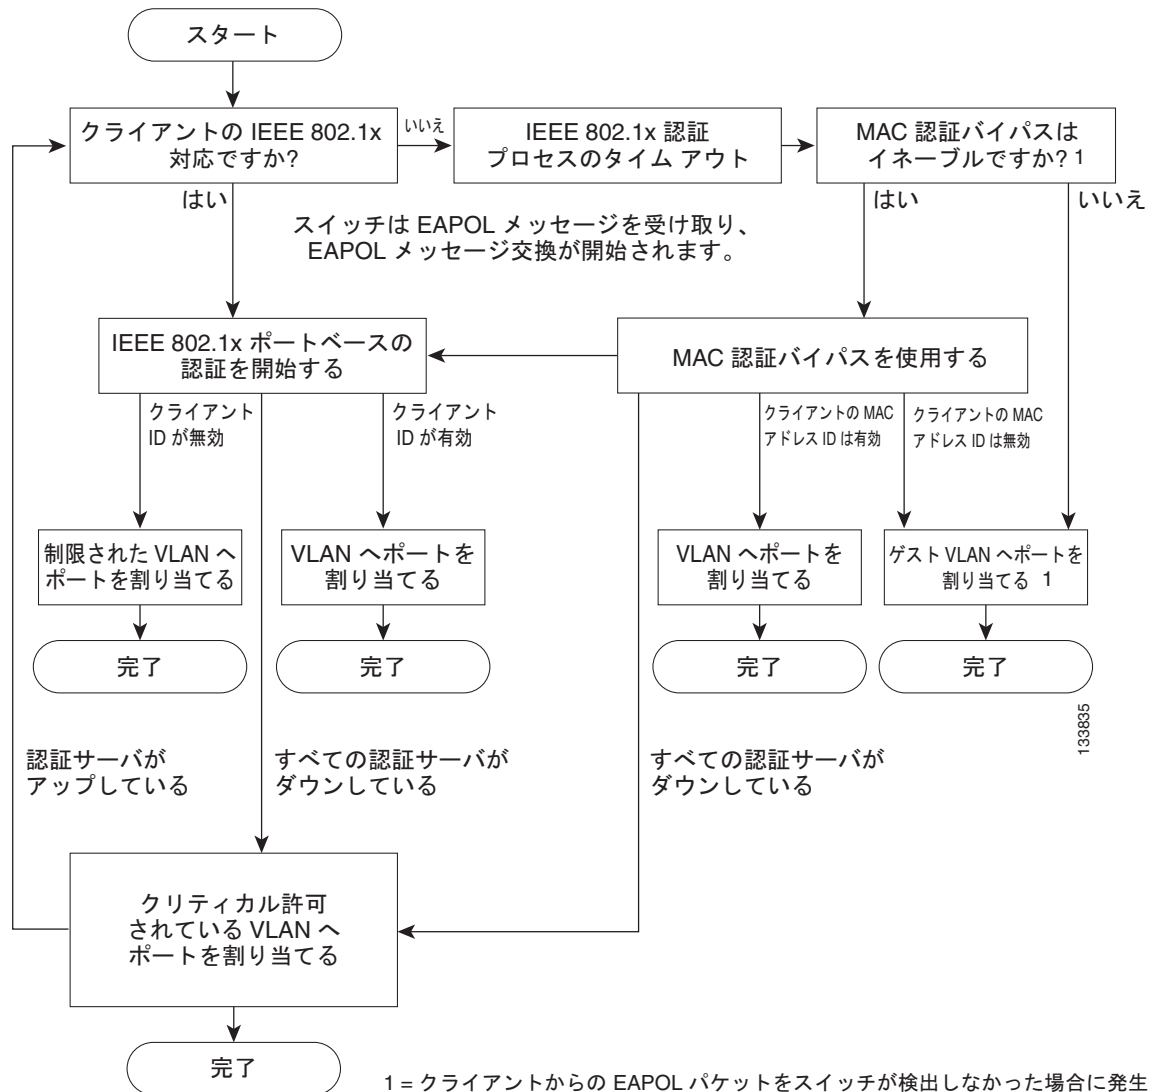 スタート
クライアントの IEEE 802.1x
対応ですか?
いいえ
IEEE 802.1x 認証
プロセスのタイム アウト
MAC 認証バイパスは
イネーブルですか? 1
はい
スイッチは EAPOL メッセージを受け取り、
EAPOL メッセージ交換が開始されます。
はい
いいえ
IEEE 802.1x ポートベースの
認証を開始する
MAC 認証バイパスを使用する
クライアント
ID が無効
クライアント
ID が有効
クライアントの MAC
アドレス ID は有効
クライアントの MAC
アドレス ID は無効
制限された VLAN へ
ポートを割り当てる
VLAN へポートを
割り当てる
VLAN へポートを
割り当てる
ゲスト VLAN へポートを
割り当てる 1
完了
完了
完了
完了
133835
認証サーバが
アップしている
すべての認証サーバが
ダウンしている
すべての認証サーバが
ダウンしている
クリティカル許可
されている VLAN へ
ポートを割り当てる
完了
1 = クライアントからの EAPOL パケットをスイッチが検出しなかった場合に発生